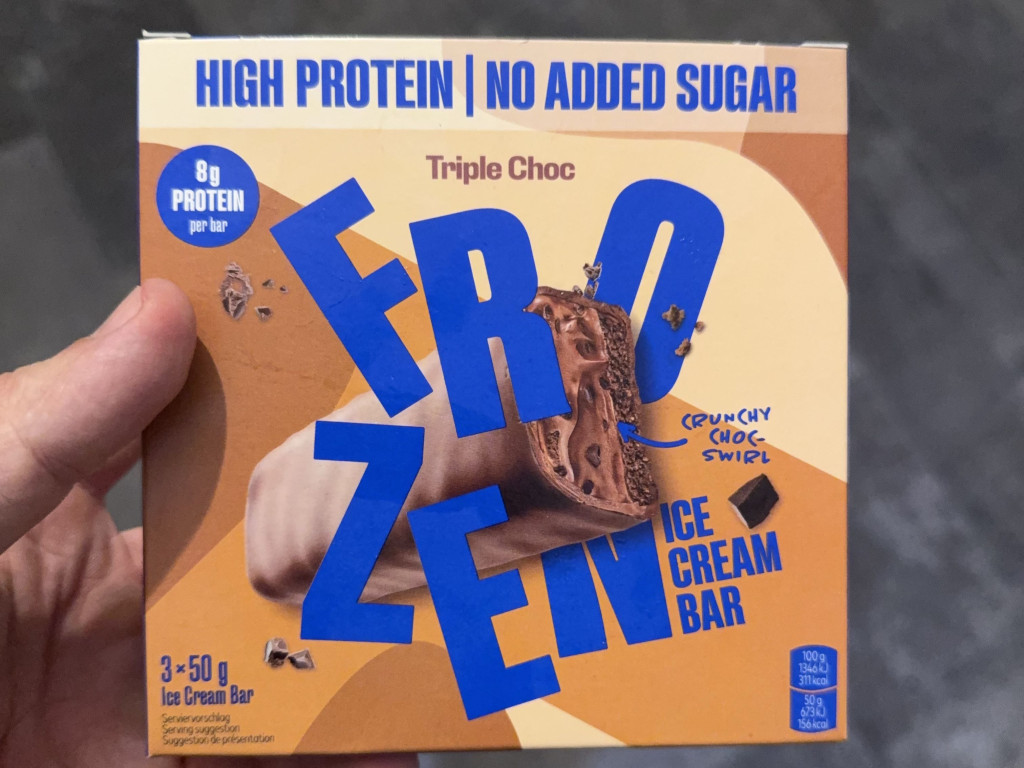 HIGH PROTEIN | NO ADDED SUGAR
Triple Choc
8g
PROTEIN
per bar
FRO
ZEN
CRUNCHY
CHOC-
SWIRL
ICE
CREAM
BAR
3 × 50 g
Ice Cream Bar
Serviervorschlag
Serving suggestion
Suggestion de présentation
100 g
1346 kJ
311 kcal
50 g
673 kJ
156 kcal